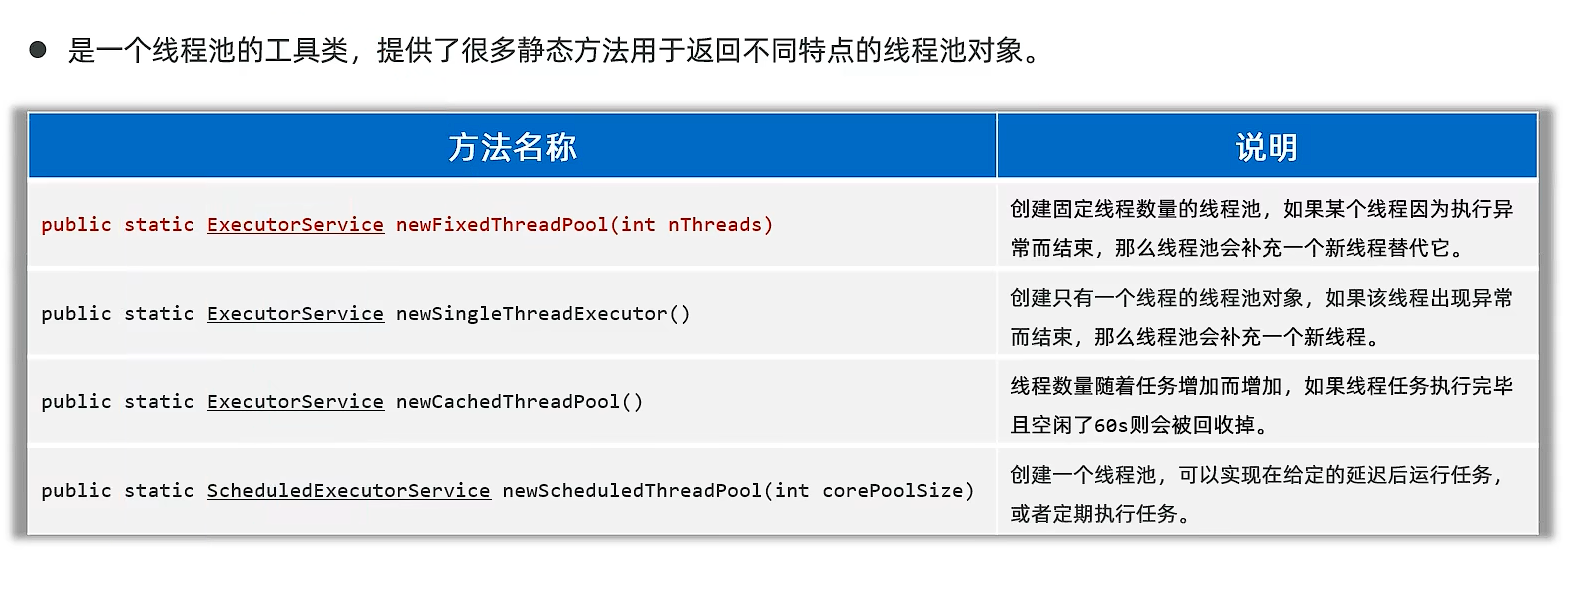 ● 是一个线程池的工具类，提供了很多静态方法用于返回不同特点的线程池对象。
方法名称
说明
public static ExecutorService newFixedThreadPool(int nThreads)
创建固定线程数量的线程池，如果某个线程因为执行异
常而结束，那么线程池会补充一个新线程替代它。
public static ExecutorService newSingleThreadExecutor()
创建只有一个线程的线程池对象，如果该线程出现异常
而结束，那么线程池会补充一个新线程。
public static ExecutorService newCachedThreadPool()
线程数量随着任务增加而增加，如果线程任务执行完毕
且空闲了60s则会被回收掉。
public static ScheduledExecutorService newScheduledThreadPool(int corePoolSize)
创建一个线程池，可以实现在给定的延迟后运行任务，
或者定期执行任务。